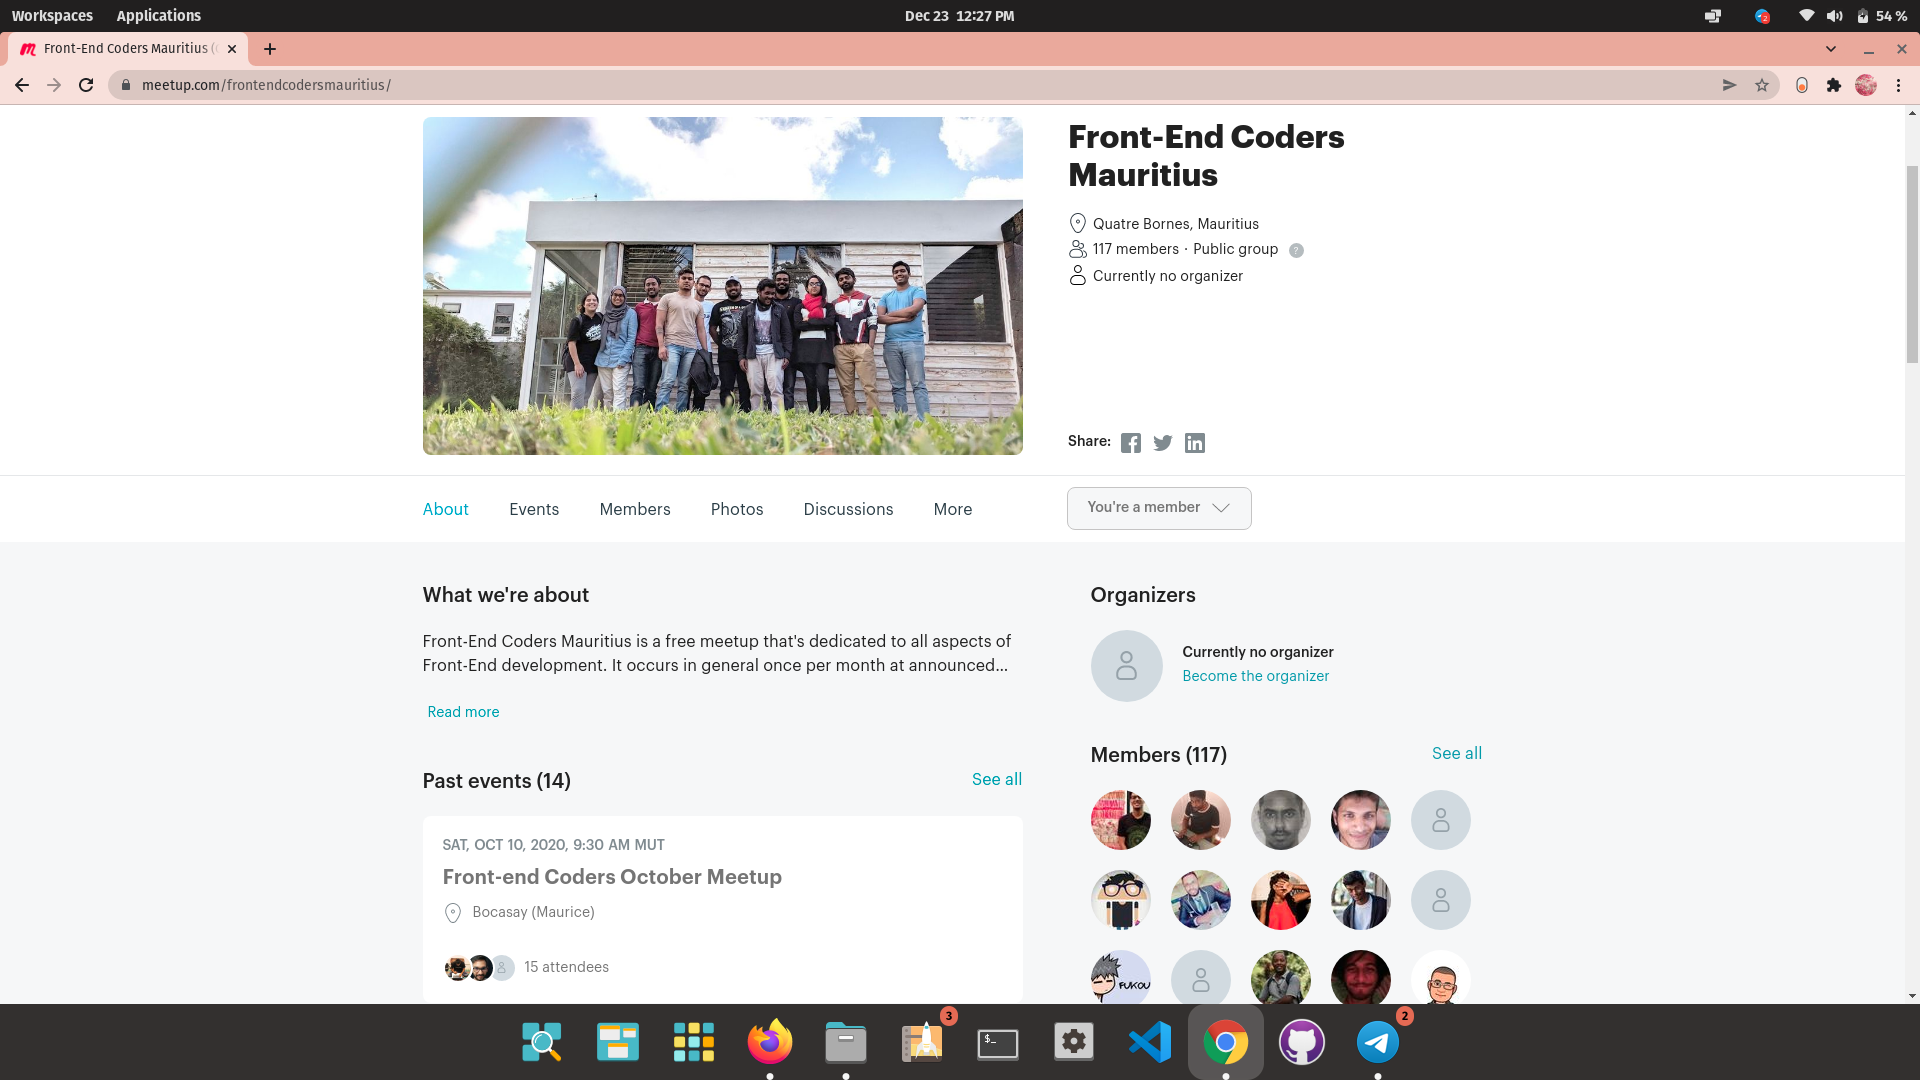 Workspaces Applications Dec 23 12:27 PM 2 54 %
Front-End Coders Mauritius (
meetup.com/frontendcodersmauritius/
Front-End Coders
Mauritius
Quatre Bornes, Mauritius
117 members · Public group ?
Currently no organizer
Share:
About Events Members Photos Discussions More You're a member
What we're about
Front-End Coders Mauritius is a free meetup that's dedicated to all aspects of
Front-End development. It occurs in general once per month at announced...
Read more
Past events (14) See all
SAT, OCT 10, 2020, 9:30 AM MUT
Front-end Coders October Meetup
Bocasay (Maurice)
15 attendees
Organizers
Currently no organizer
Become the organizer
Members (117) See all
FUKOU
3 $_ 2